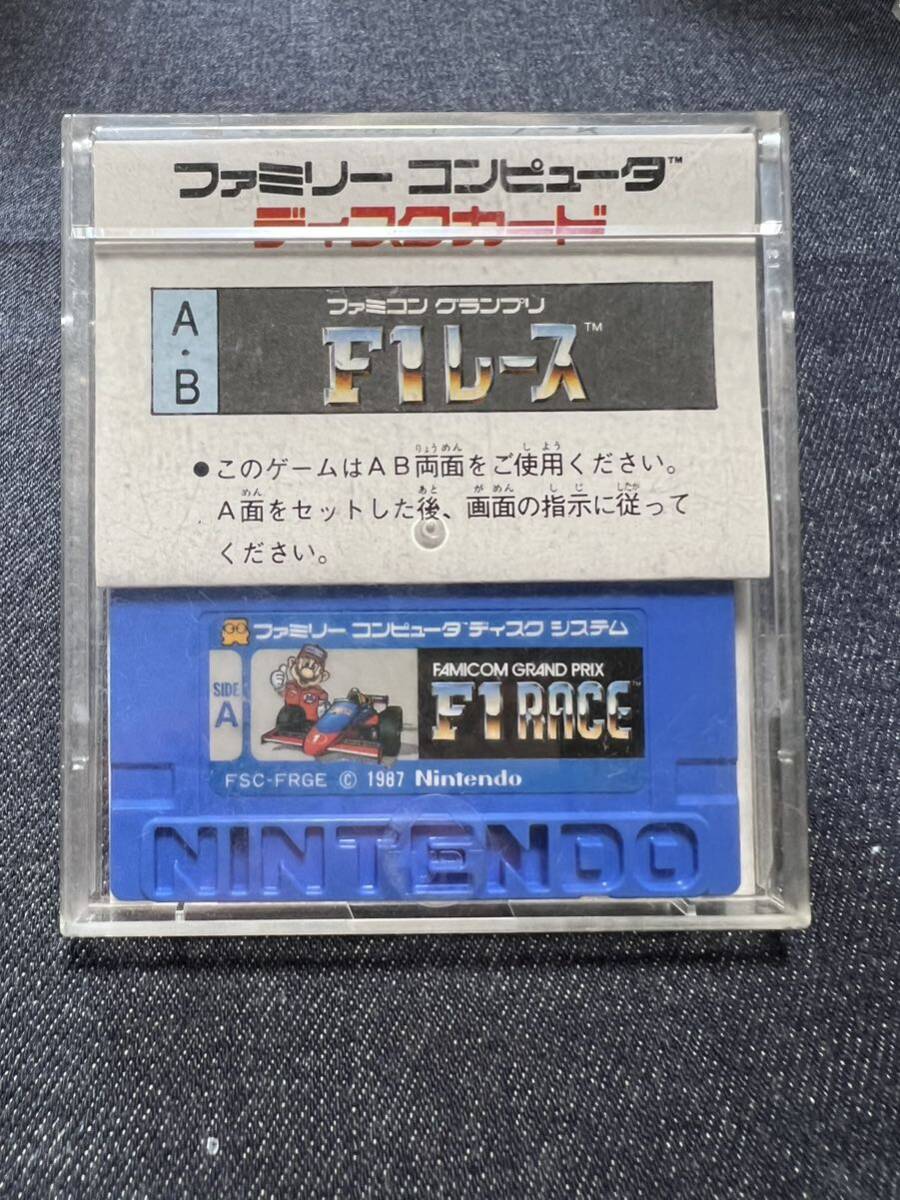 ファミリー コンピュータ™
ディスクカード
A・B
ファミコン グランプリ
F1レース™
●このゲームはAB両面をご使用ください。
A面をセットした後、画面の指示に従って
ください。
ファミリー コンピュータ™ ディスク システム
SIDE
A
FAMICOM GRAND PRIX
F1 RACE™
FSC-FRGE © 1987 Nintendo
NINTENDO